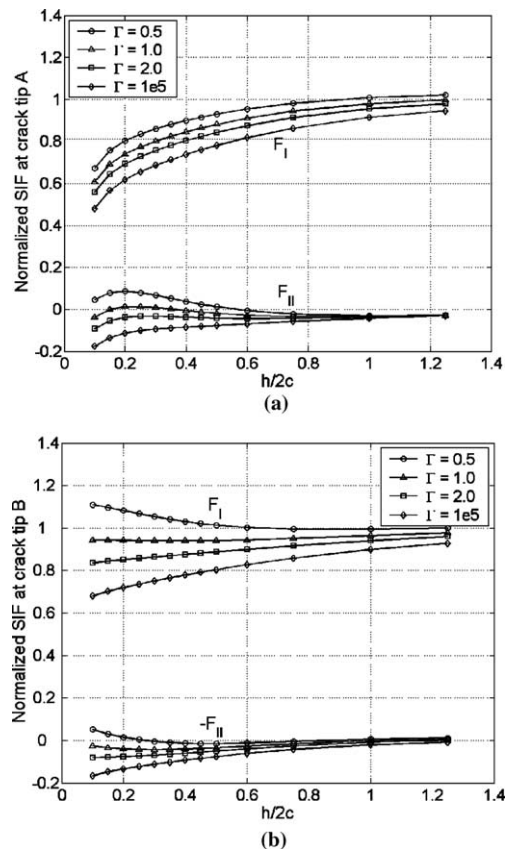 Normalized SIF at crack tip A
1.4
1.2
1
0.8
0.6
0.4
0.2
0
-0.2
Γ = 0.5
Γ = 1.0
Γ = 2.0
Γ = 1e5
F_I
F_II
0 0.2 0.4 0.6 0.8 1 1.2 1.4
h/2c
(a)
Normalized SIF at crack tip B
1.4
1.2
1
0.8
0.6
0.4
0.2
0
-0.2
Γ = 0.5
Γ = 1.0
Γ = 2.0
Γ = 1e5
F_I
-F_II
0 0.2 0.4 0.6 0.8 1 1.2 1.4
h/2c
(b)